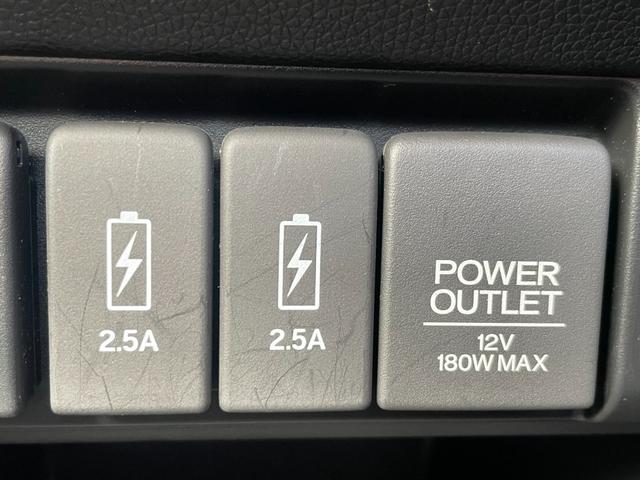 2.5A
2.5A
POWER
OUTLET
12V
180W MAX